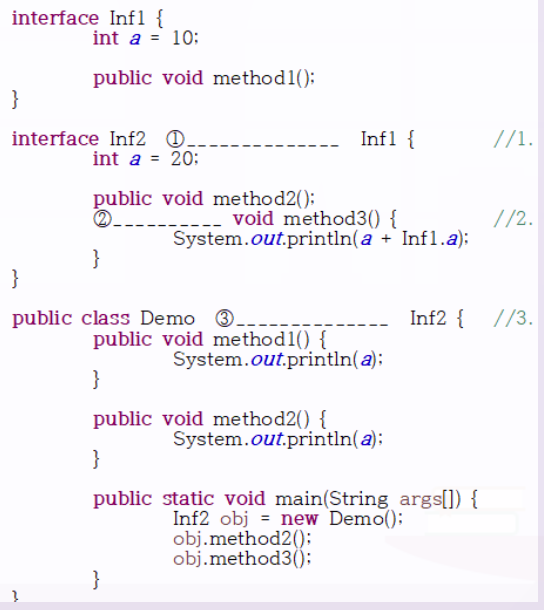 interface Inf1 {
int a = 10;
public void method1();
}
interface Inf2 ①______________ Inf1 { //1.
int a = 20;
public void method2();
②__________ void method3() { //2.
System.out.println(a + Inf1.a);
}
}
public class Demo ③______________ Inf2 { //3.
public void method1() {
System.out.println(a);
}
public void method2() {
System.out.println(a);
}
public static void main(String args[]) {
Inf2 obj = new Demo();
obj.method2();
obj.method3();
}
}